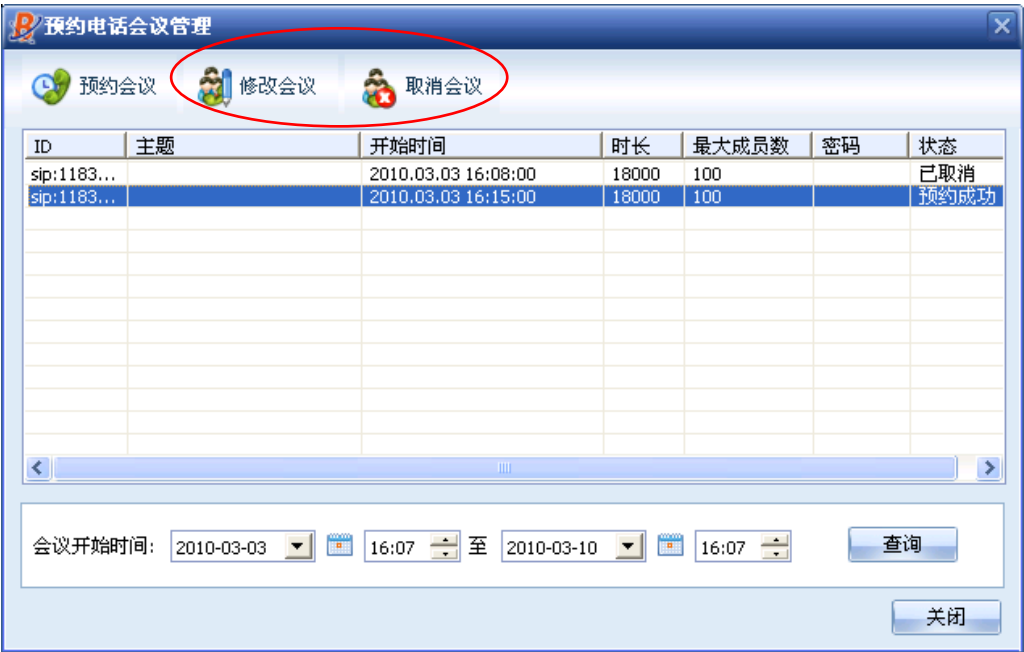 预约电话会议管理
预约会议 修改会议 取消会议
ID 主题 开始时间 时长 最大成员数 密码 状态
sip:1183... 2010.03.03 16:08:00 18000 100 已取消
sip:1183... 2010.03.03 16:15:00 18000 100 预约成功
会议开始时间: 2010-03-03 16:07 至 2010-03-10 16:07 查询
关闭